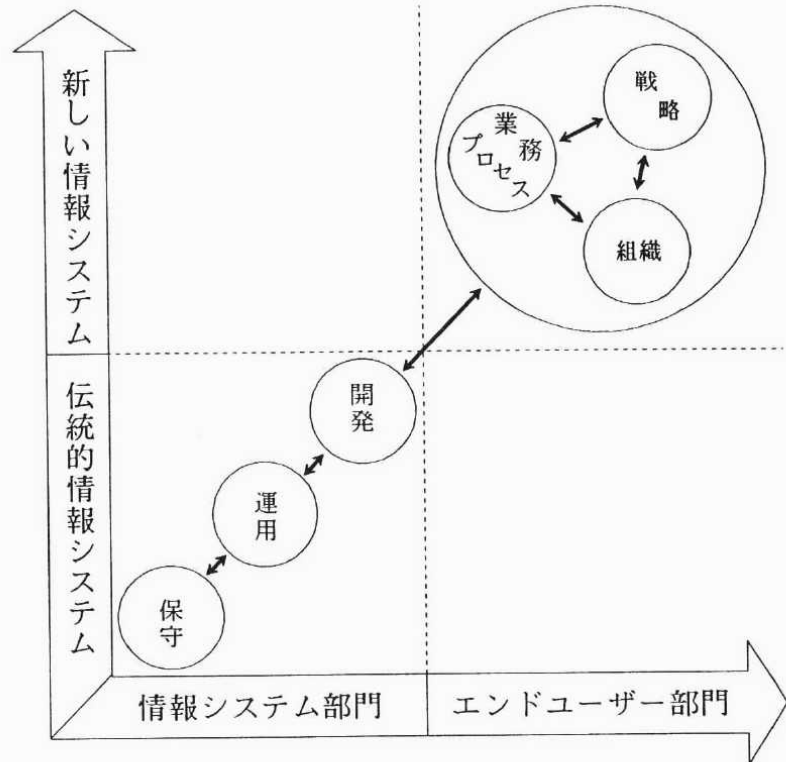 新しい情報システム
伝統的情報システム
業務
プロセス
戦略
組織
開発
運用
保守
情報システム部門
エンドユーザー部門